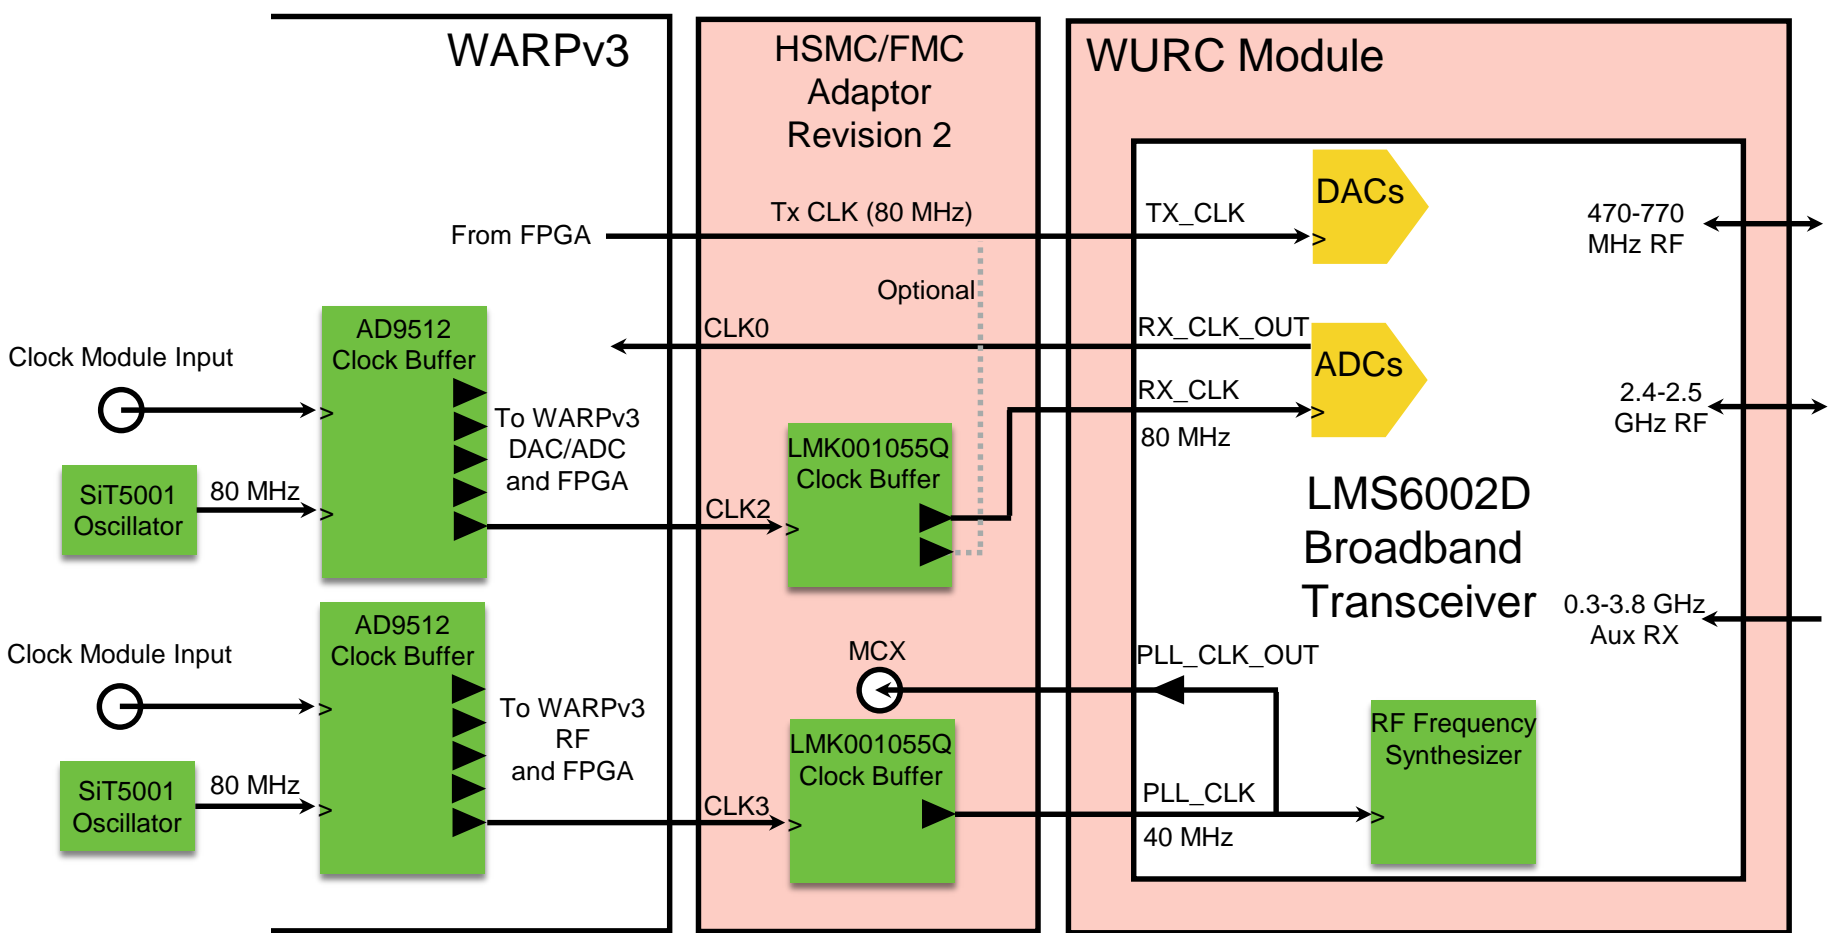 WARPv3
HSMC/FMC
Adaptor
Revision 2
WURC Module
From FPGA
Tx CLK (80 MHz)
TX_CLK
DACs
470-770
MHz RF
Optional
AD9512
Clock Buffer
Clock Module Input
CLK0
RX_CLK_OUT
ADCs
RX_CLK
80 MHz
2.4-2.5
GHz RF
To WARPv3
DAC/ADC
and FPGA
LMK001055Q
Clock Buffer
SiT5001
Oscillator
80 MHz
CLK2
LMS6002D
Broadband
Transceiver
0.3-3.8 GHz
Aux RX
AD9512
Clock Buffer
Clock Module Input
MCX
PLL_CLK_OUT
To WARPv3
RF
and FPGA
LMK001055Q
Clock Buffer
RF Frequency
Synthesizer
SiT5001
Oscillator
80 MHz
CLK3
PLL_CLK
40 MHz